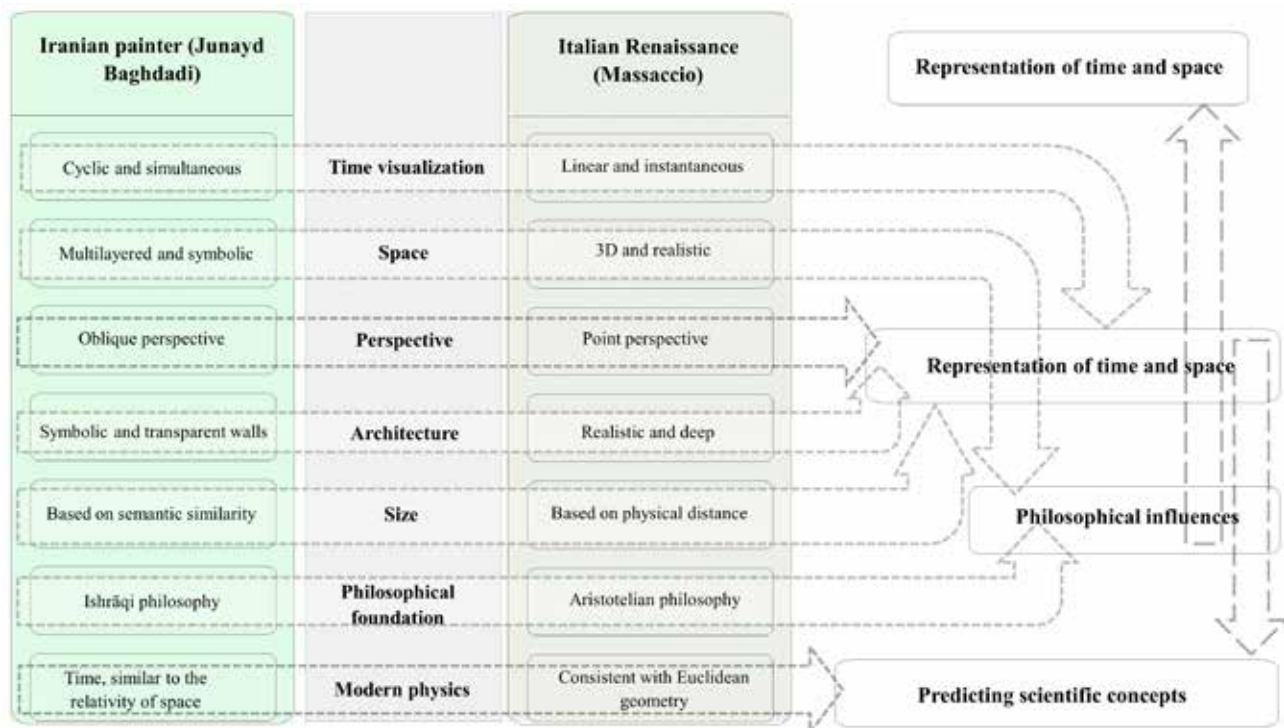 Iranian painter (Junayd
Baghdadi)
Italian Renaissance
(Massaccio)
Representation of time and space
Cyclic and simultaneous
Time visualization
Linear and instantaneous
Multilayered and symbolic
Space
3D and realistic
Oblique perspective
Perspective
Point perspective
Representation of time and space
Symbolic and transparent walls
Architecture
Realistic and deep
Based on semantic similarity
Size
Based on physical distance
Philosophical influences
Ishrāqi philosophy
Philosophical
foundation
Aristotelian philosophy
Time, similar to the
relativity of space
Modern physics
Consistent with Euclidean
geometry
Predicting scientific concepts